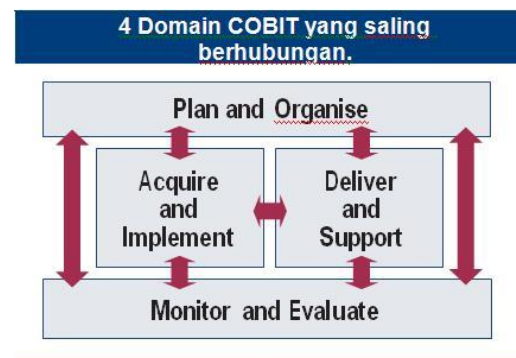 4 Domain COBIT yang saling
berhubungan.
Plan and Organise
Acquire
and
Implement
Deliver
and
Support
Monitor and Evaluate